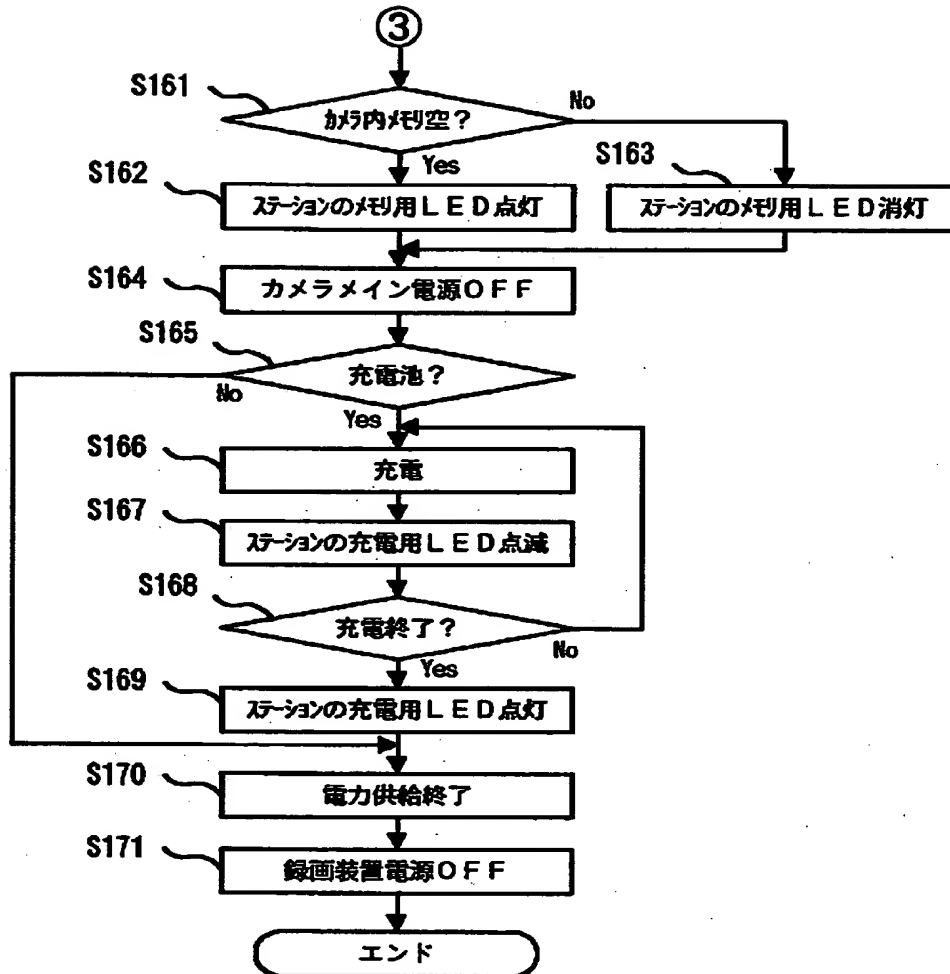 ③
S161
ｶﾒﾗ内ﾒﾓﾘ空？
No
Yes
S162
ｽﾃｰｼｮﾝのﾒﾓﾘ用ＬＥＤ点灯
S163
ｽﾃｰｼｮﾝのﾒﾓﾘ用ＬＥＤ消灯
S164
カメラメイン電源ＯＦＦ
S165
充電池？
No
Yes
S166
充電
S167
ｽﾃｰｼｮﾝの充電用ＬＥＤ点減
S168
充電終了？
No
Yes
S169
ｽﾃｰｼｮﾝの充電用ＬＥＤ点灯
S170
電力供給終了
S171
録画装置電源ＯＦＦ
エンド